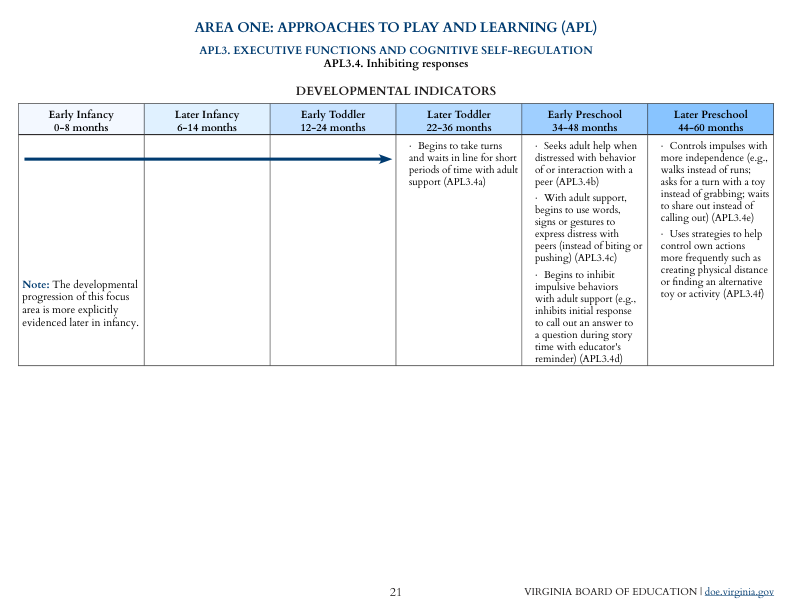 AREA ONE: APPROACHES TO PLAY AND LEARNING (APL)
APL3. EXECUTIVE FUNCTIONS AND COGNITIVE SELF-REGULATION
APL3.4. Inhibiting responses
DEVELOPMENTAL INDICATORS
Early Infancy
0–8 months
Later Infancy
6–14 months
Early Toddler
12–24 months
Later Toddler
22–36 months
Early Preschool
34–48 months
Later Preschool
44–60 months
Note: The developmental
progression of this focus
area is more explicitly
evidenced later in infancy.
· Begins to take turns
and waits in line for short
periods of time with adult
support (APL3.4a)
· Seeks adult help when
distressed with behavior
of or interaction with a
peer (APL3.4b)
· With adult support,
begins to use words,
signs or gestures to
express distress with
peers (instead of biting or
pushing) (APL3.4c)
· Begins to inhibit
impulsive behaviors
with adult support (e.g.,
inhibits initial response
to call out an answer to
a question during story
time with educator's
reminder) (APL3.4d)
· Controls impulses with
more independence (e.g.,
walks instead of runs;
asks for a turn with a toy
instead of grabbing; waits
to share out instead of
calling out) (APL3.4e)
· Uses strategies to help
control own actions
more frequently such as
creating physical distance
or finding an alternative
toy or activity (APL3.4f)
21
VIRGINIA BOARD OF EDUCATION | doe.virginia.gov